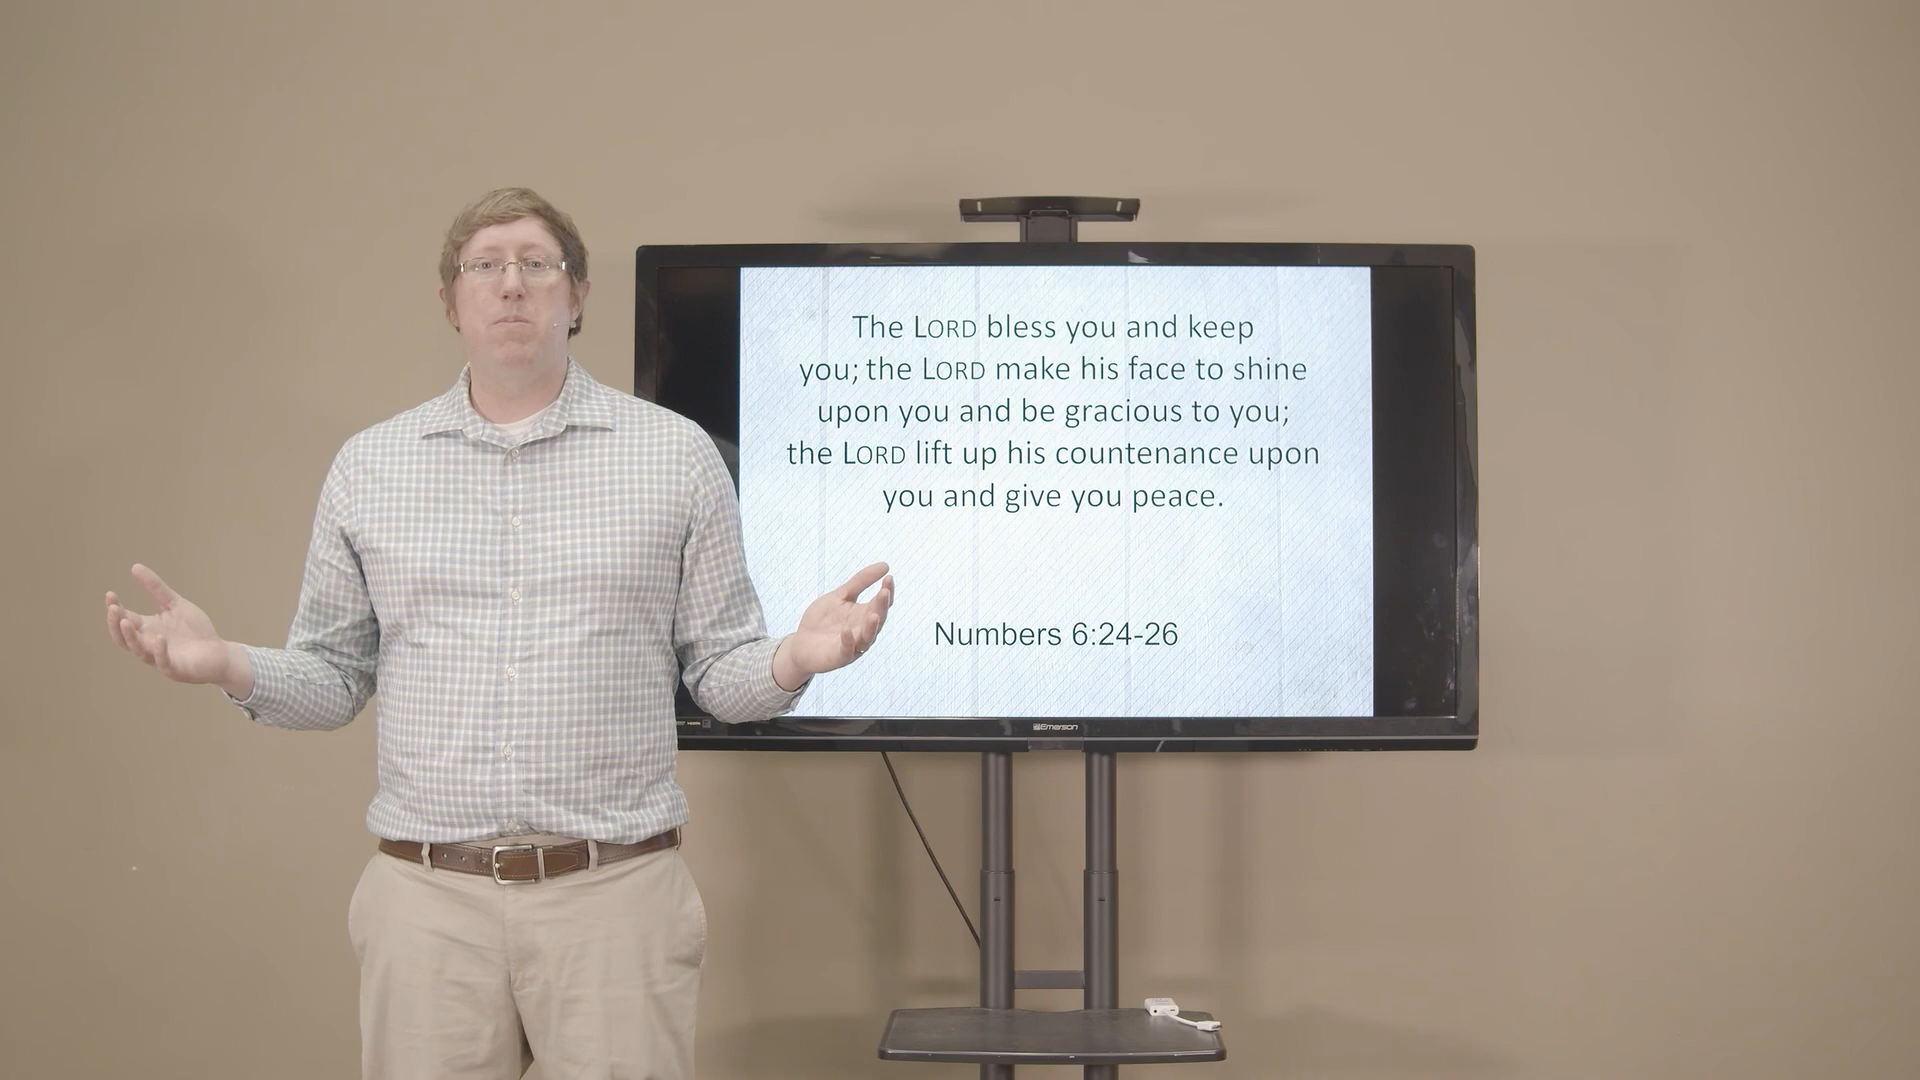 The LORD bless you and keep
you; the LORD make his face to shine
upon you and be gracious to you;
the LORD lift up his countenance upon
you and give you peace.
Numbers 6:24-26
Emerson